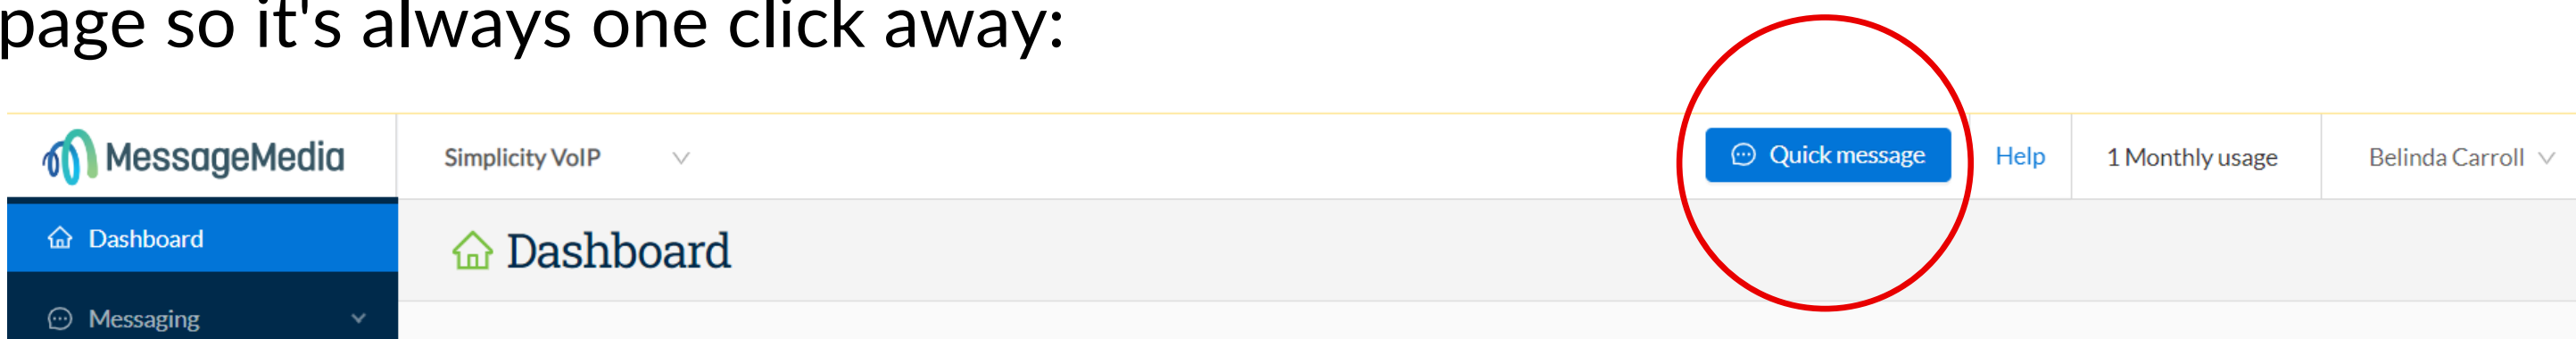 page so it's always one click away:
MessageMedia Simplicity VoIP Quick message Help 1 Monthly usage Belinda Carroll
Dashboard
Dashboard
Messaging